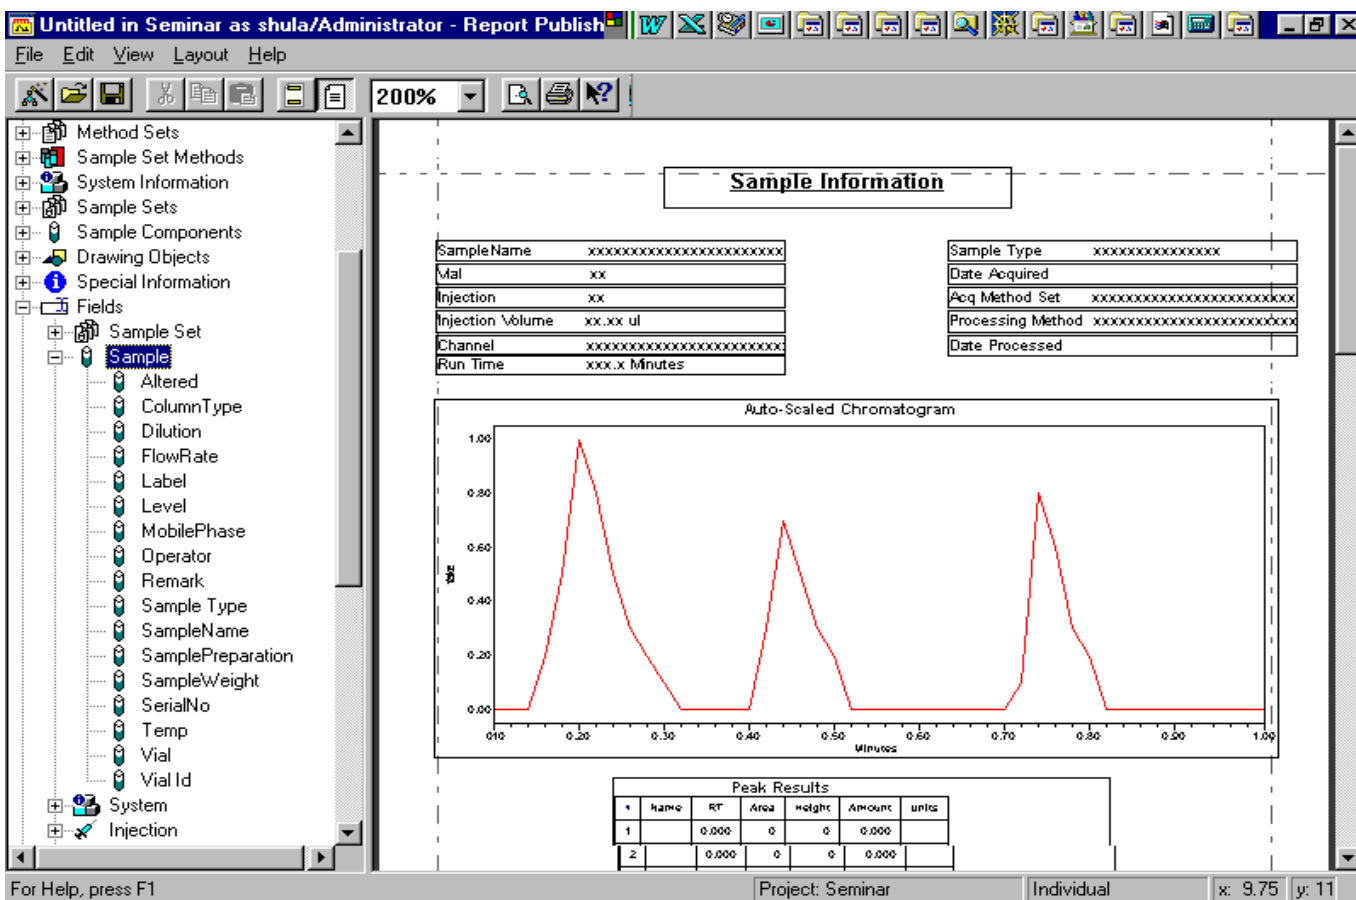 Untitled in Seminar as shula/Administrator - Report Publish
File Edit View Layout Help
200%
Method Sets
Sample Set Methods
System Information
Sample Sets
Sample Components
Drawing Objects
Special Information
Fields
Sample Set
Sample
Altered
ColumnType
Dilution
FlowRate
Label
Level
MobilePhase
Operator
Remark
Sample Type
SampleName
SamplePreparation
SampleWeight
SerialNo
Temp
Vial
Vial Id
System
Injection
Sample Information
SampleName xxxxxxxxxxxxxxxxxxxxxxx
Vial xx
Injection xx
Injection Volume xx.xx ul
Channel xxxxxxxxxxxxxxxxxxxxxxxx
Run Time xxx.x Minutes
Sample Type xxxxxxxxxxxxxxx
Date Acquired
Acq Method Set xxxxxxxxxxxxxxxxxxxxxxxx
Processing Method xxxxxxxxxxxxxxxxxxxxxxxx
Date Processed
Auto-Scaled Chromatogram
1.00
0.80
0.60
0.40
0.20
0.00
0.20 0.30 0.40 0.50 0.60 0.70 0.80 0.90 1.00
Minutes
Peak Results
Name RT Area Height Amount units
1 0.000 0 0 0.000
2 0.000 0 0 0.000
For Help, press F1
Project: Seminar
Individual
x: 9.75
y: 11